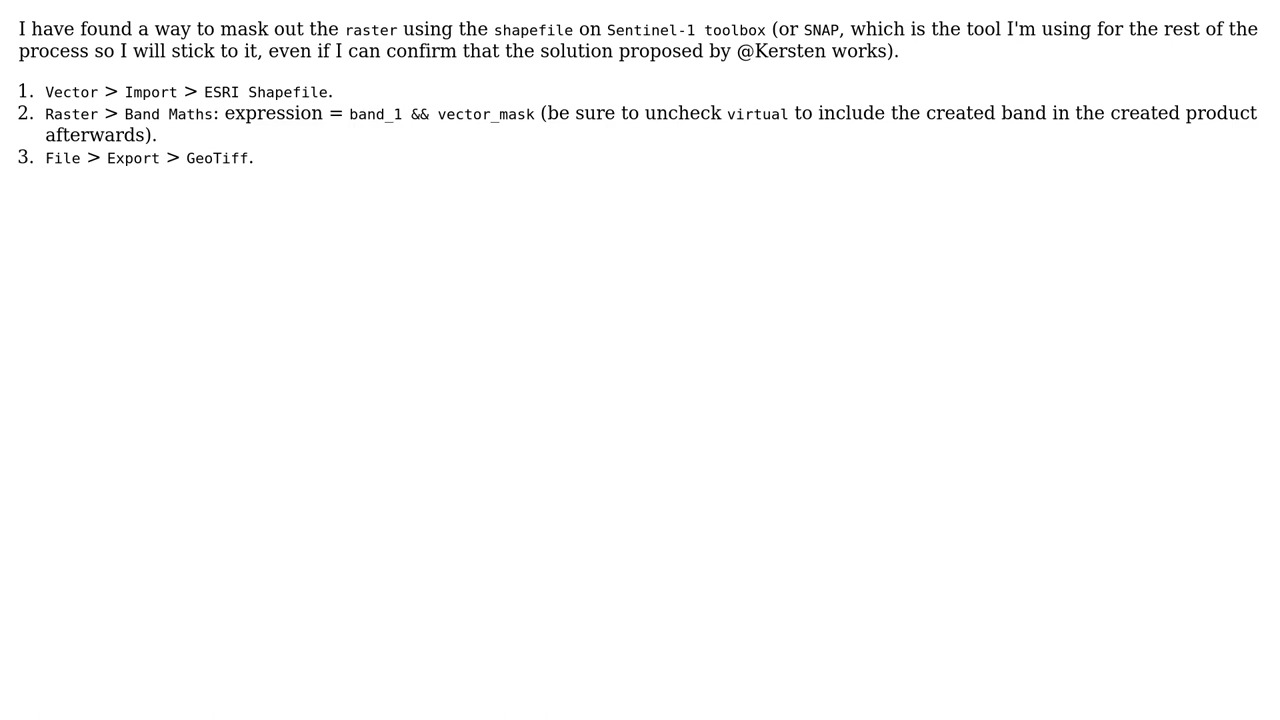 I have found a way to mask out the raster using the shapefile on Sentinel-1 toolbox (or SNAP, which is the tool I'm using for the rest of the
process so I will stick to it, even if I can confirm that the solution proposed by @Kersten works).
1. Vector > Import > ESRI Shapefile.
2. Raster > Band Maths: expression = band_1 && vector_mask (be sure to uncheck virtual to include the created band in the created product
afterwards).
3. File > Export > GeoTiff.